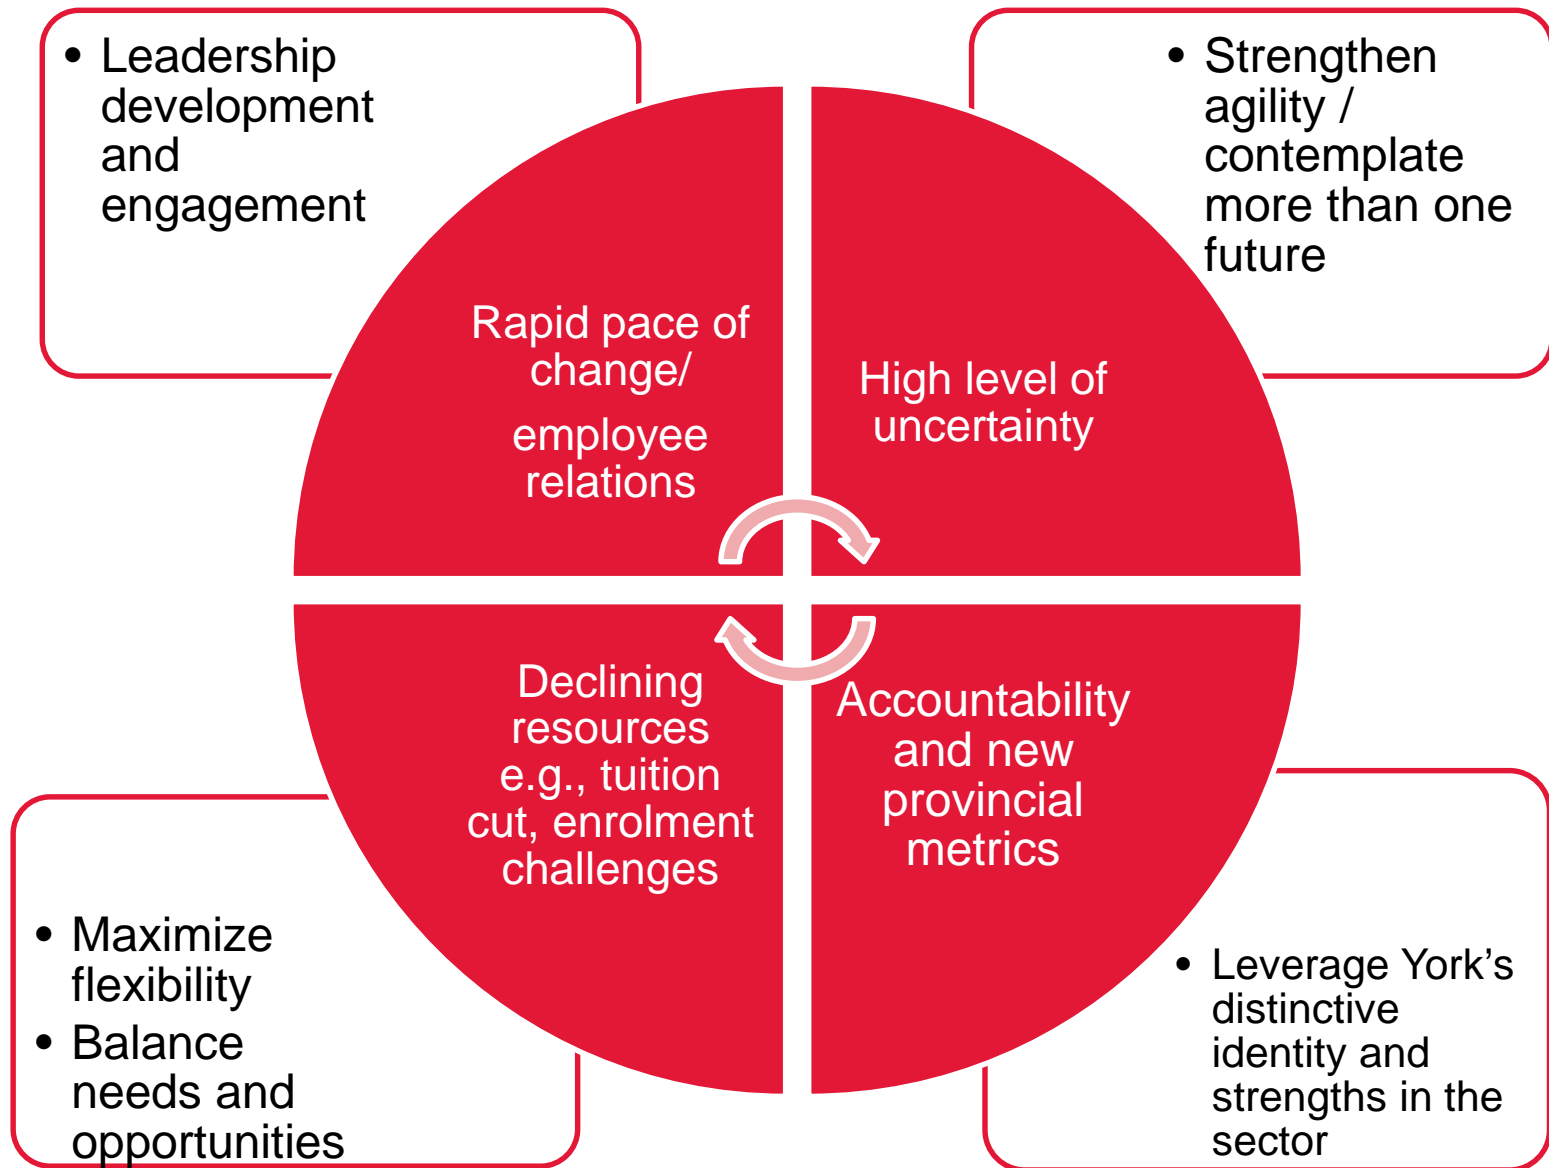 • Leadership
development
and
engagement
• Strengthen
agility /
contemplate
more than one
future
Rapid pace of
change/
employee
relations
High level of
uncertainty
Declining
resources
e.g., tuition
cut, enrolment
challenges
Accountability
and new
provincial
metrics
• Maximize
flexibility
• Balance
needs and
opportunities
• Leverage York’s
distinctive
identity and
strengths in the
sector